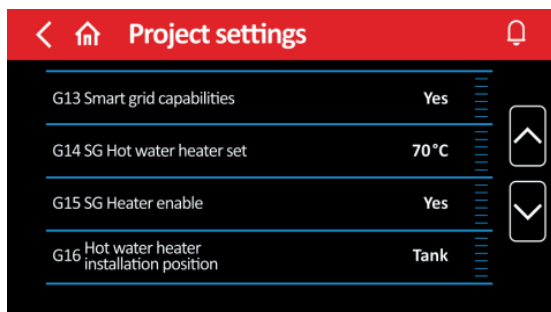 Project settings
G13 Smart grid capabilities Yes
G14 SG Hot water heater set 70°C
G15 SG Heater enable Yes
G16 Hot water heater
installation position Tank